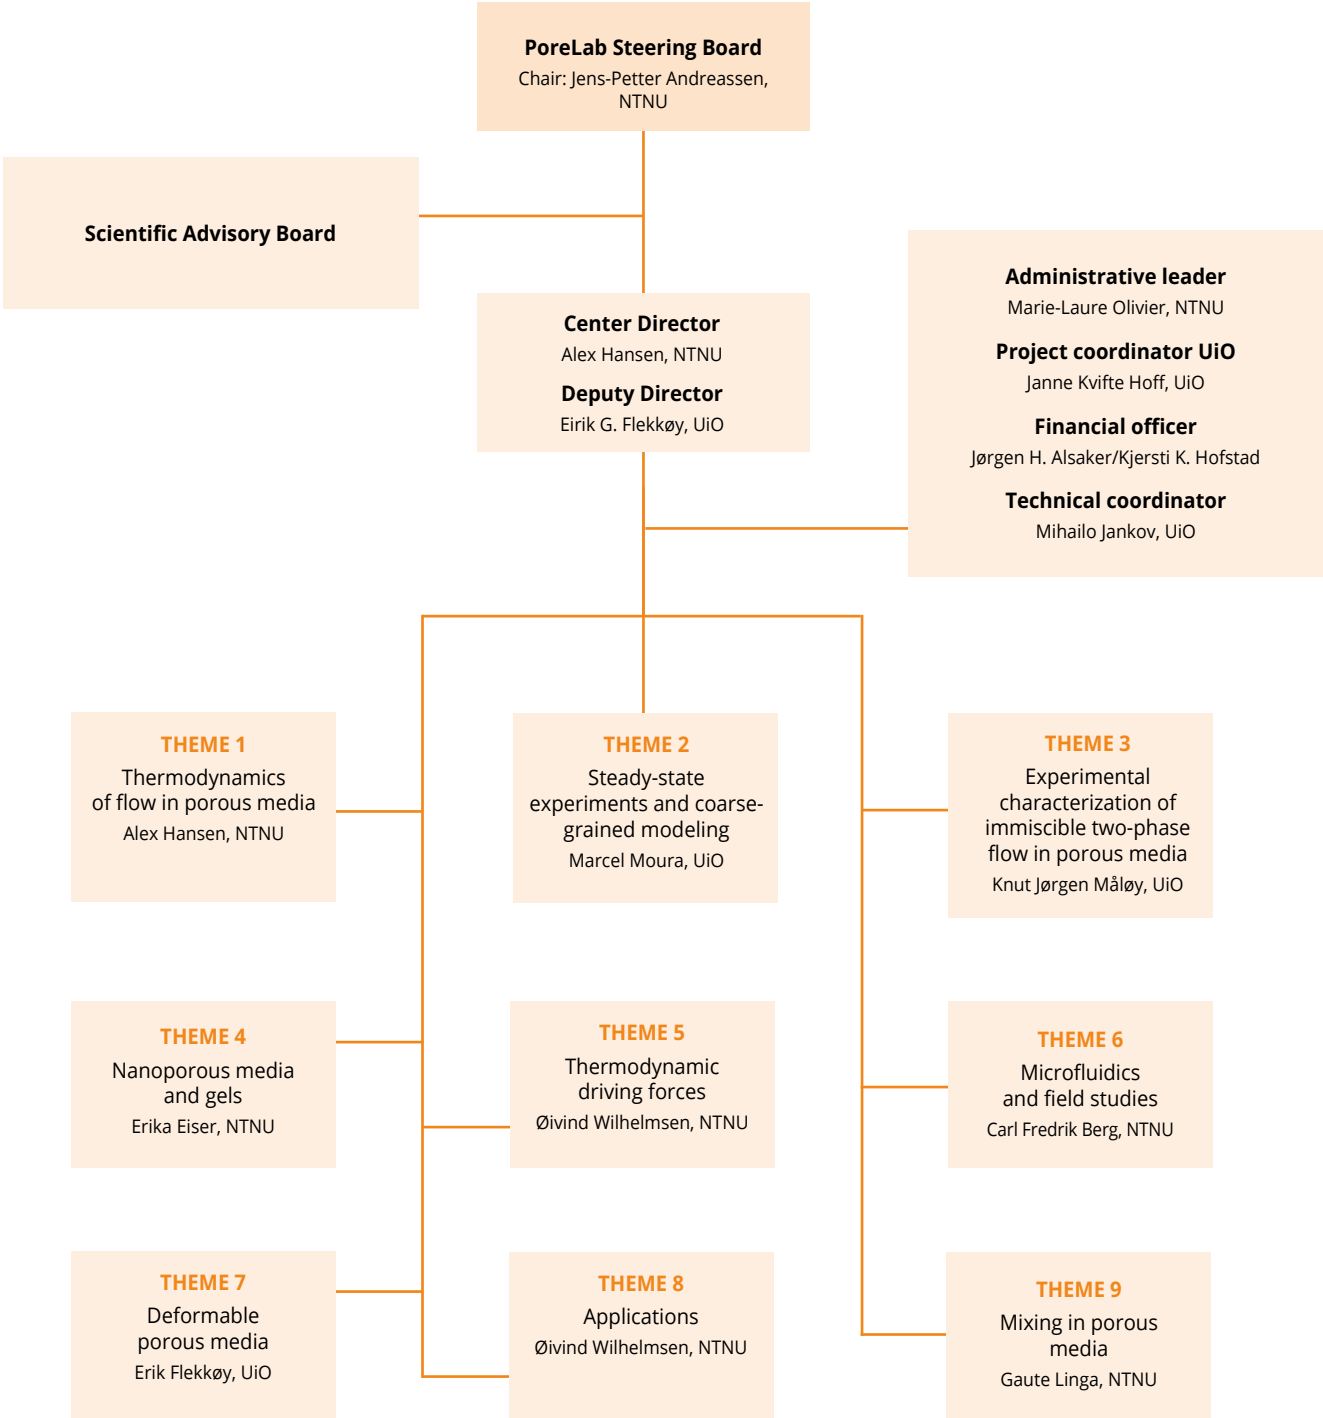 PoreLab Steering Board
Chair: Jens-Petter Andreassen,
NTNU
Scientific Advisory Board
Center Director
Alex Hansen, NTNU
Deputy Director
Eirik G. Flekkøy, UiO
Administrative leader
Marie-Laure Olivier, NTNU
Project coordinator UiO
Janne Kvifte Hoff, UiO
Financial officer
Jørgen H. Alsaker/Kjersti K. Hofstad
Technical coordinator
Mihailo Jankov, UiO
THEME 1
Thermodynamics
of flow in porous media
Alex Hansen, NTNU
THEME 2
Steady-state
experiments and coarse-
grained modeling
Marcel Moura, UiO
THEME 3
Experimental
characterization of
immiscible two-phase
flow in porous media
Knut Jørgen Måløy, UiO
THEME 4
Nanoporous media
and gels
Erika Eiser, NTNU
THEME 5
Thermodynamic
driving forces
Øivind Wilhelmsen, NTNU
THEME 6
Microfluidics
and field studies
Carl Fredrik Berg, NTNU
THEME 7
Deformable
porous media
Erik Flekkøy, UiO
THEME 8
Applications
Øivind Wilhelmsen, NTNU
THEME 9
Mixing in porous
media
Gaute Linga, NTNU